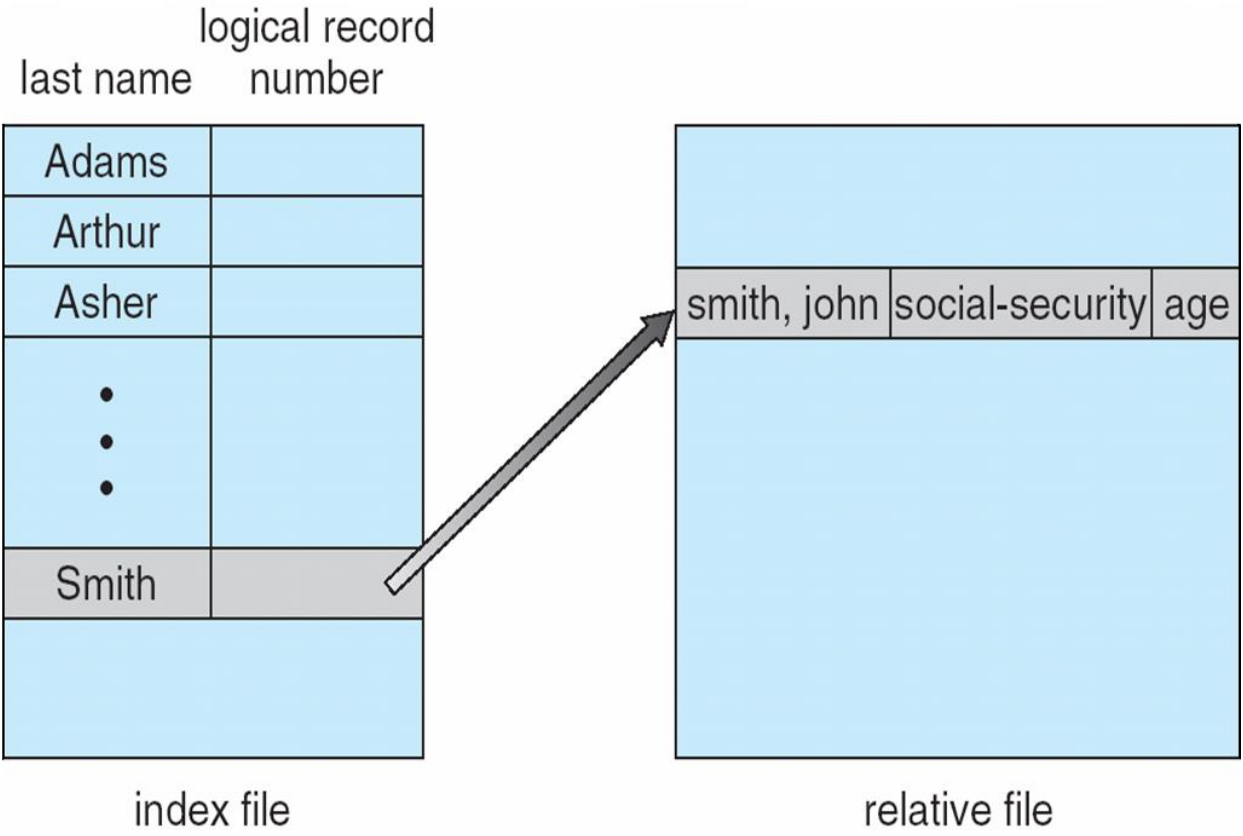 logical record
last name number
Adams
Arthur
Asher
Smith
smith, john social-security age
index file
relative file